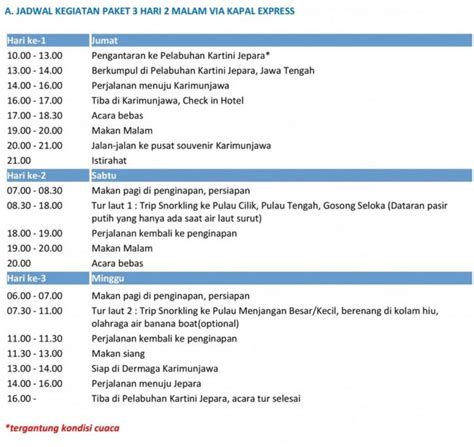 A. JADWAL KEGIATAN PAKET 3 HARI 2 MALAM VIA KAPAL EXPRESS
Hari ke-1 Jumat
10.00 - 13.00 Pengantaran ke Pelabuhan Kartini Jepara*
13.00 - 14.00 Berkumpul di Pelabuhan Kartini Jepara, Jawa Tengah
14.00 - 16.00 Perjalanan menuju Karimunjawa
16.00 - 17.00 Tiba di Karimunjawa, Check in Hotel
17.00 - 18.30 Acara bebas
19.00 - 20.00 Makan Malam
20.00 - 21.00 Jalan-jalan ke pusat souvenir Karimunjawa
21.00 Istirahat
Hari ke-2 Sabtu
07.00 - 08.30 Makan pagi di penginapan, persiapan
08.30 - 18.00 Tur laut 1 : Trip Snorkling ke Pulau Cilik, Pulau Tengah, Gosong Seloka (Dataran pasir
putih yang hanya ada saat air laut surut)
18.00 - 19.00 Perjalanan kembali ke penginapan
19.00 - 20.00 Makan Malam
20.00 Acara bebas
Hari ke-3 Minggu
06.00 - 07.00 Makan pagi di penginapan, persiapan
07.30 - 11.00 Tur laut 2 : Trip Snorkling ke Pulau Menjangan Besar/Kecil, berenang di kolam hiu,
olahraga air banana boat(optional)
11.00 - 11.30 Perjalanan kembali ke penginapan
11.30 - 13.00 Makan siang
13.00 - 14.00 Siap di Dermaga Karimunjawa
14.00 - 16.00 Perjalanan menuju Jepara
16.00 - Tiba di Pelabuhan Kartini Jepara, acara tur selesai
*tergantung kondisi cuaca